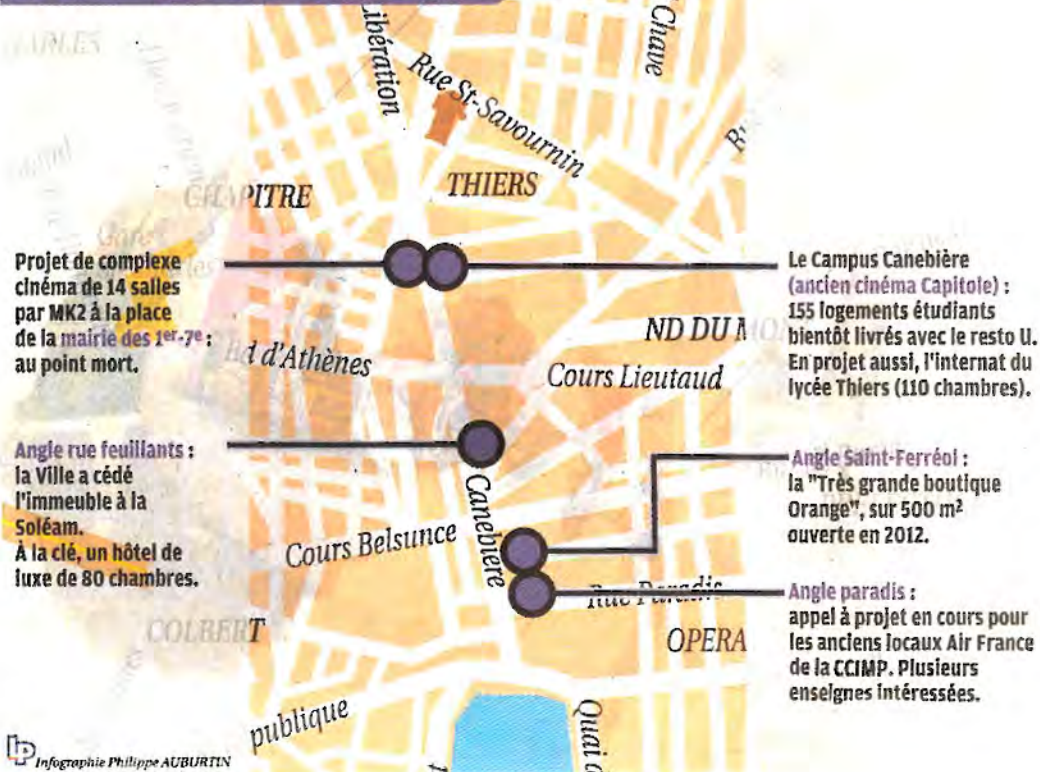 Libération
Chave
Rue St-Savournin
CHAPITRE
THIERS
Projet de complexe
cinéma de 14 salles
par MK2 à la place
de la mairie des 1er-7e :
au point mort.
Le Campus Canebière
(ancien cinéma Capitole) :
155 logements étudiants
bientôt livrés avec le resto U.
En projet aussi, l'internat du
lycée Thiers (110 chambres).
ND DU M
d'Athènes
Cours Lieutaud
Angle rue feuillants :
la Ville a cédé
l'immeuble à la
Soléam.
À la clé, un hôtel de
luxe de 80 chambres.
Canebière
Angle Saint-Ferréol :
la "Très grande boutique
Orange", sur 500 m²
ouverte en 2012.
Cours Belsunce
Rue Paradis
Angle paradis :
appel à projet en cours pour
les anciens locaux Air France
de la CCIMP. Plusieurs
enseignes intéressées.
COLBERT
OPERA
publique
Quai d
LP Infographie Philippe AUBURTIN